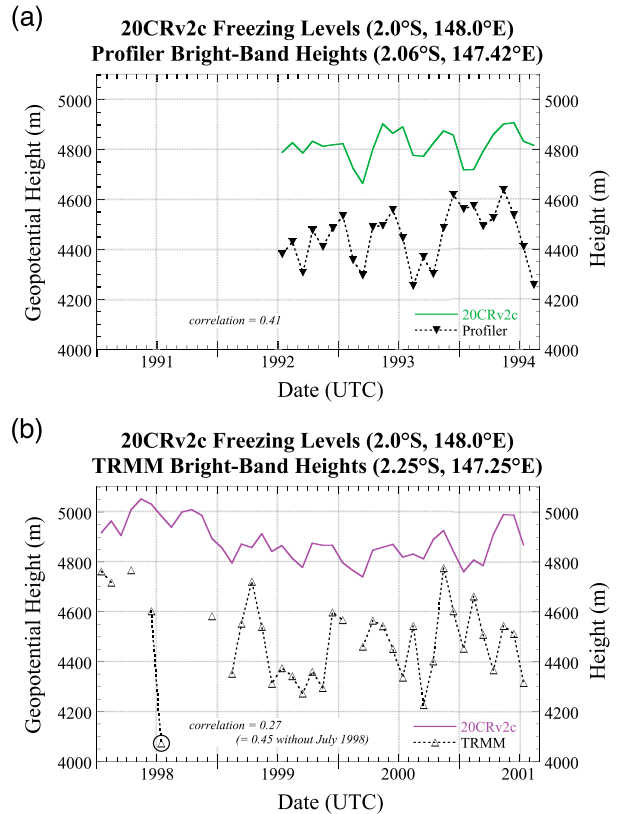 (a)
20CRv2c Freezing Levels (2.0°S, 148.0°E)
Profiler Bright-Band Heights (2.06°S, 147.42°E)
Geopotential Height (m)
5000
4800
4600
4400
4200
4000
5000
4800
4600
4400
4200
4000
Height (m)
correlation = 0.41
20CRv2c
Profiler
1991 1992 1993 1994
Date (UTC)
(b)
20CRv2c Freezing Levels (2.0°S, 148.0°E)
TRMM Bright-Band Heights (2.25°S, 147.25°E)
Geopotential Height (m)
5000
4800
4600
4400
4200
4000
5000
4800
4600
4400
4200
4000
Height (m)
correlation = 0.27
(= 0.45 without July 1998)
20CRv2c
TRMM
1998 1999 2000 2001
Date (UTC)